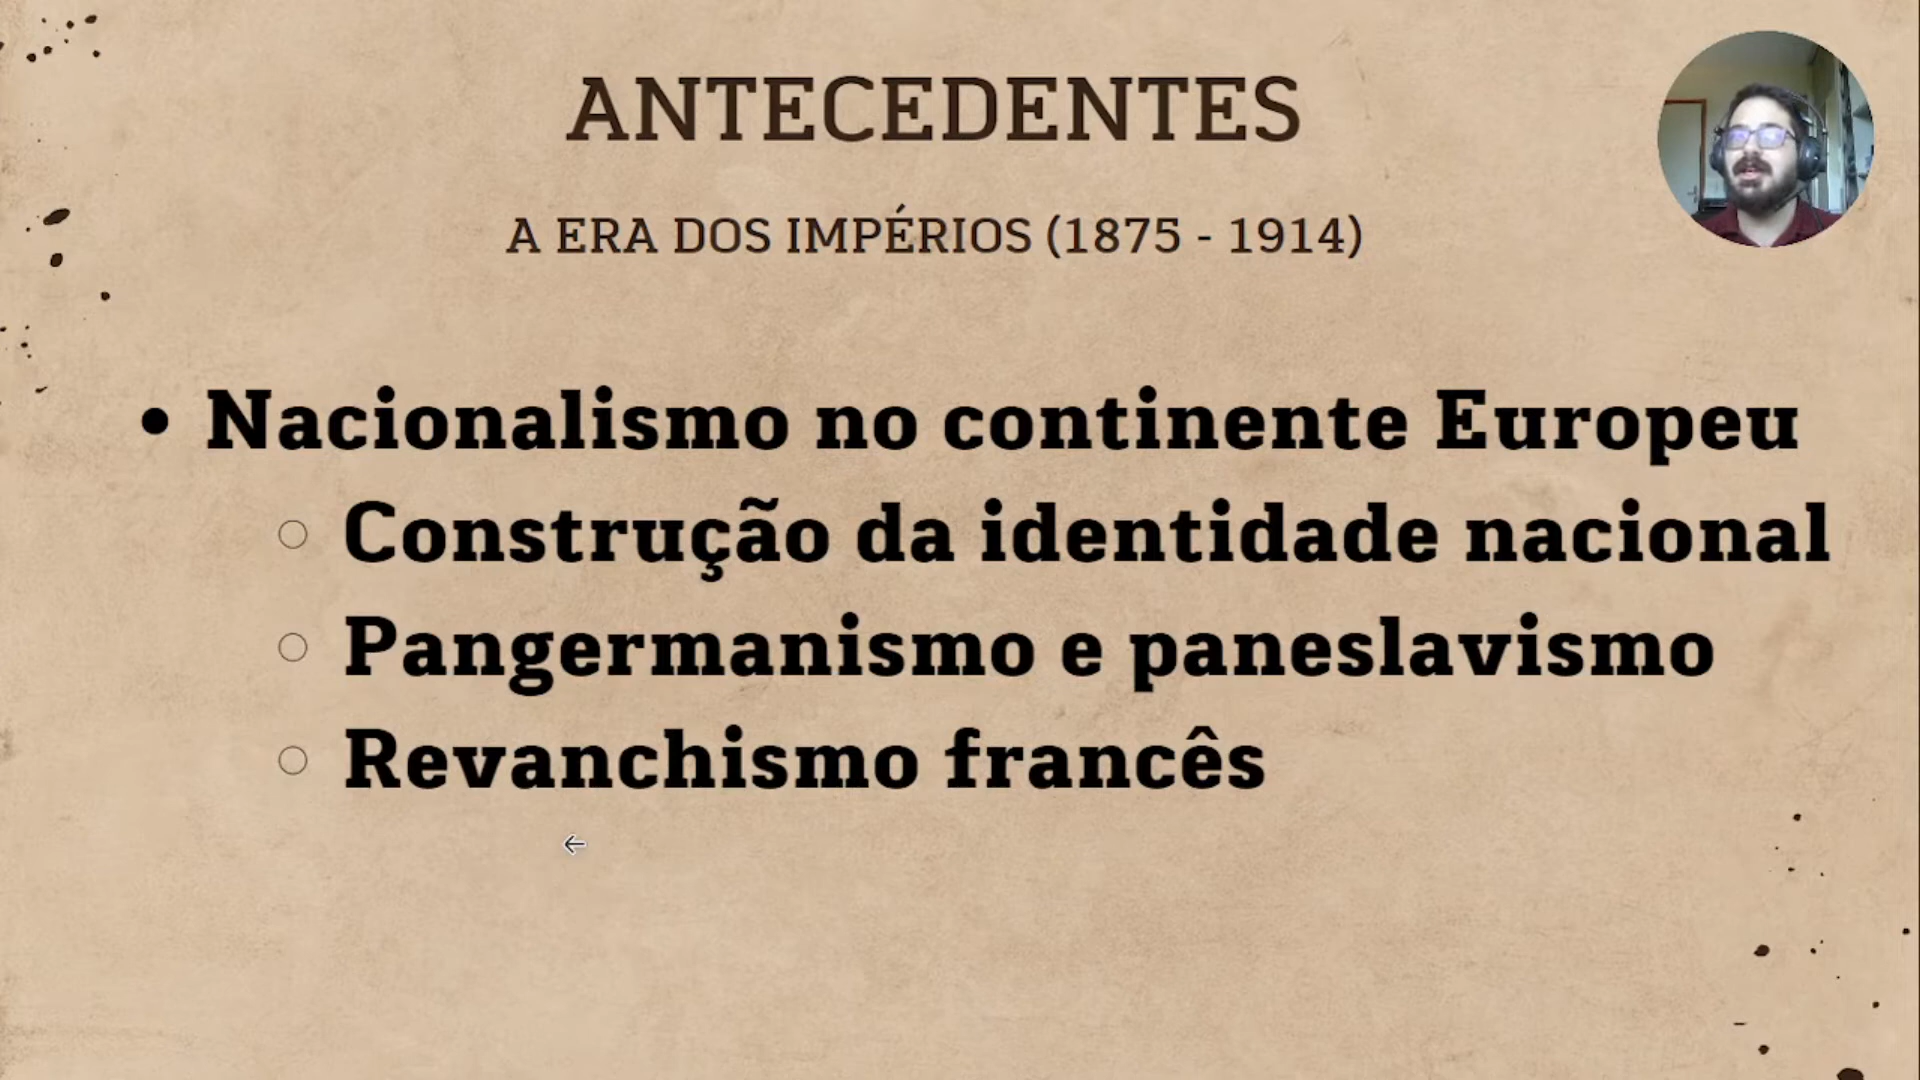 ANTECEDENTES
A ERA DOS IMPÉRIOS (1875 - 1914)
• Nacionalismo no continente Europeu
○ Construção da identidade nacional
○ Pangermanismo e paneslavismo
○ Revanchismo francês